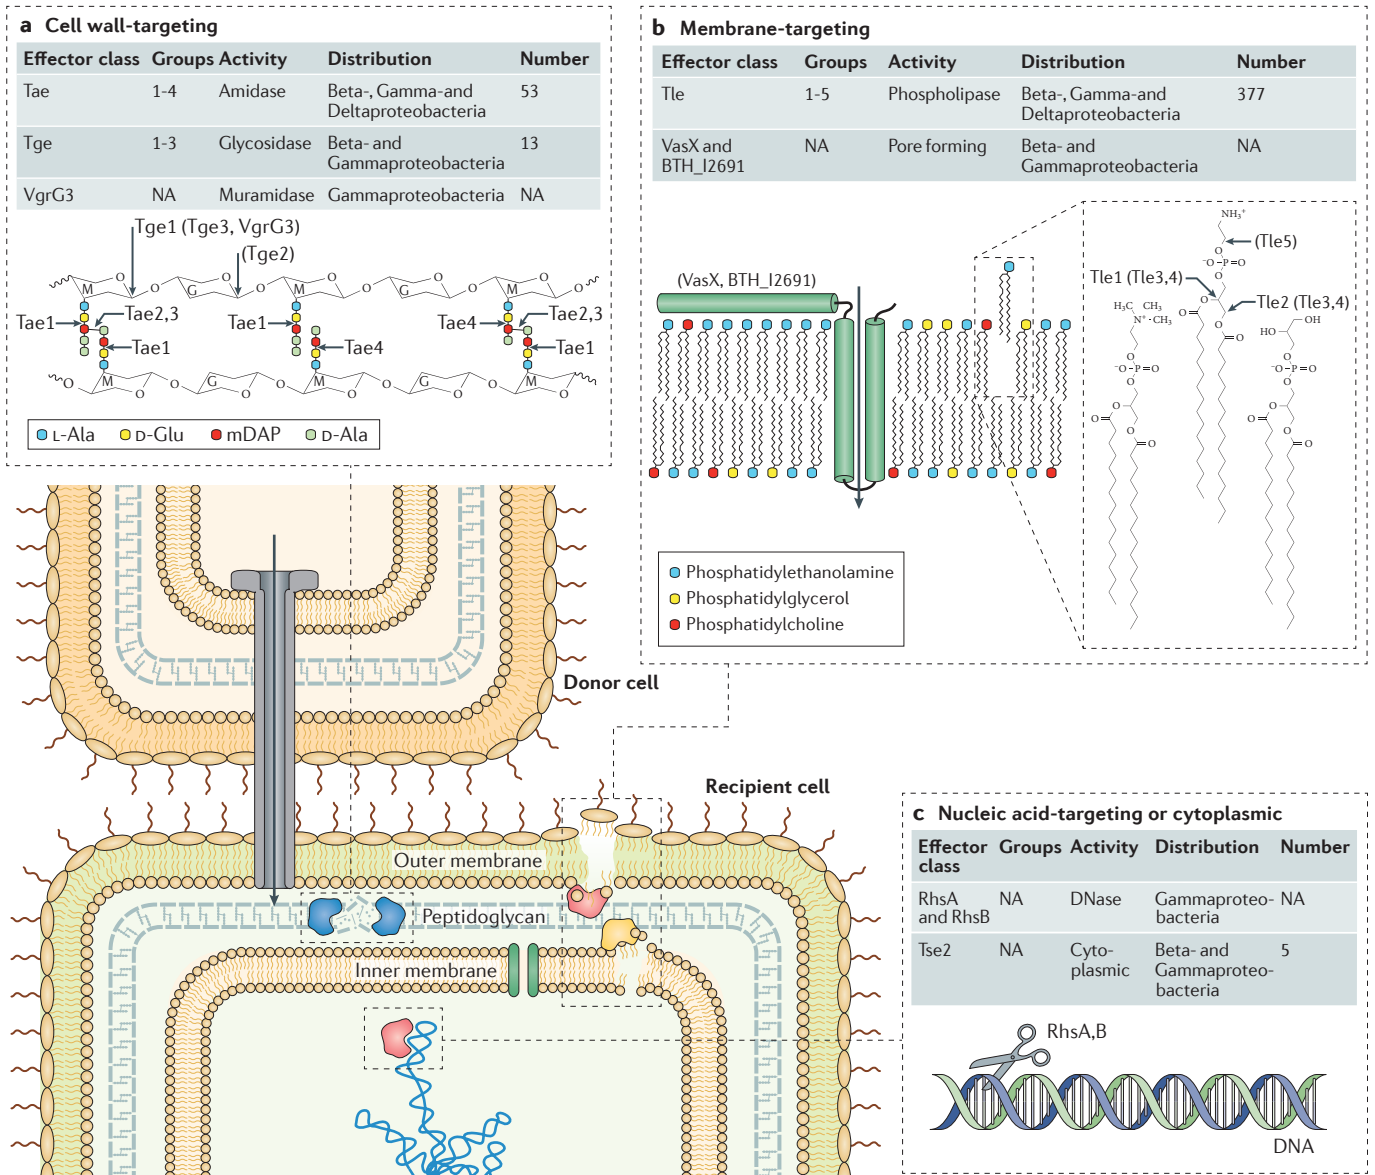 a Cell wall-targeting
Effector class Groups Activity Distribution Number
Tae 1-4 Amidase Beta-, Gamma-and 53
Deltaproteobacteria
Tge 1-3 Glycosidase Beta- and 13
Gammaproteobacteria
VgrG3 NA Muramidase Gammaproteobacteria NA
Tge1 (Tge3, VgrG3)
(Tge2)
O O O O O
M G M G M
O O O O O
Tae1 Tae2,3 Tae1 Tae4 Tae2,3
Tae1 Tae4 Tae1
O O O O O
M G M G M
O O O O
L-Ala D-Glu mDAP D-Ala
b Membrane-targeting
Effector class Groups Activity Distribution Number
Tle 1-5 Phospholipase Beta-, Gamma-and 377
Deltaproteobacteria
VasX and NA Pore forming Beta- and NA
BTH_I2691 Gammaproteobacteria
(VasX, BTH_I2691)
NH₃⁺
O (Tle5)
⁻O P O
O
Tle1 (Tle3,4)
O Tle2 (Tle3,4)
O O
O
H₃C CH₃
N⁺ CH₃
O
⁻O P O
O
O
O O
O
OH
HO
O
⁻O P O
O
O
O O
O
Phosphatidylethanolamine
Phosphatidylglycerol
Phosphatidylcholine
Donor cell
Recipient cell
Outer membrane
Peptidoglycan
Inner membrane
c Nucleic acid-targeting or cytoplasmic
Effector Groups Activity Distribution Number
class
RhsA NA DNase Gammaproteo- NA
and RhsB bacteria
Tse2 NA Cyto- Beta- and 5
plasmic Gammaproteo-
bacteria
RhsA,B
DNA